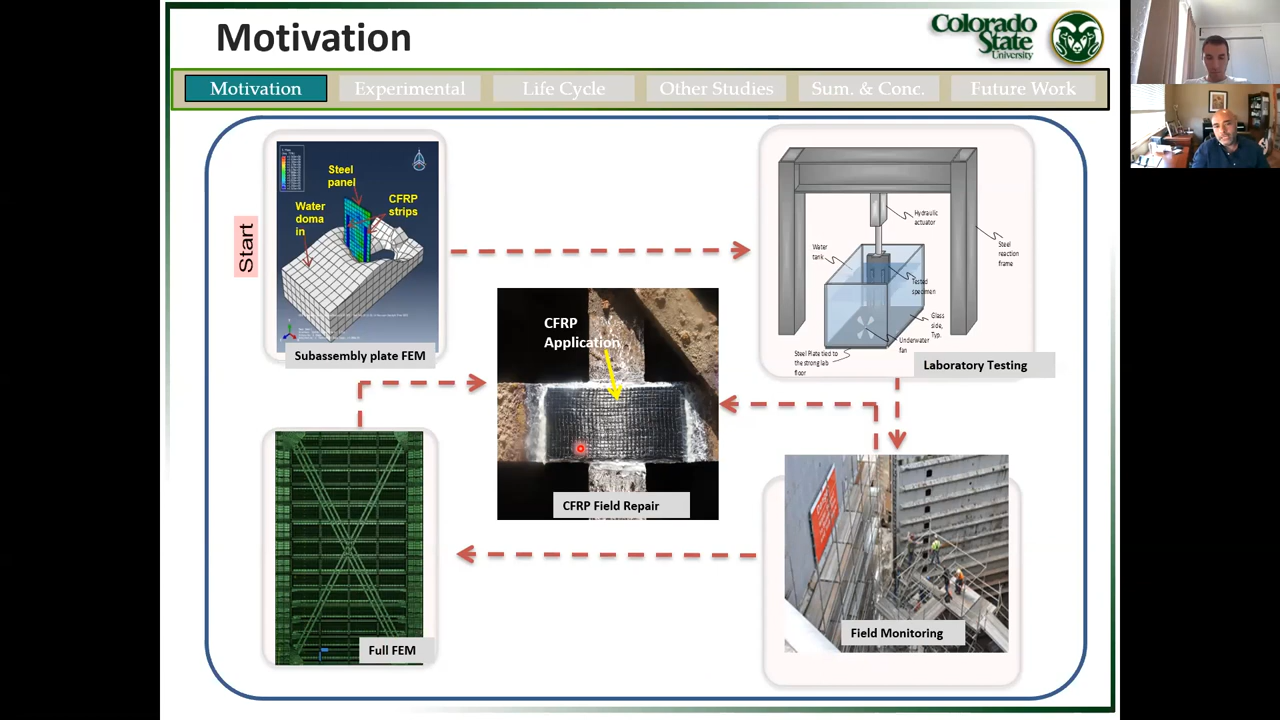 Motivation
Colorado
State
University
Motivation
Experimental
Life Cycle
Other Studies
Sum. & Conc.
Future Work
Start
Steel
panel
CFRP
strips
Water
doma
in
Subassembly plate FEM
Hydraulic
actuator
Steel
reaction
frame
Water
tank
Tested
specimen
Glass
side,
Typ.
Underwater
fan
Steel Plate tied to
the strong lab
floor
Laboratory Testing
CFRP
Application
CFRP Field Repair
Full FEM
Field Monitoring